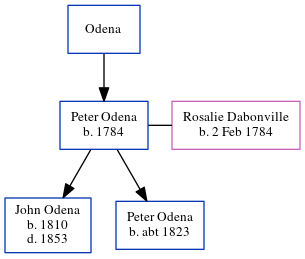 Odena
Peter Odena
b. 1784
Rosalie Dabonville
b. 2 Feb 1784
John Odena
b. 1810
d. 1853
Peter Odena
b. abt 1823